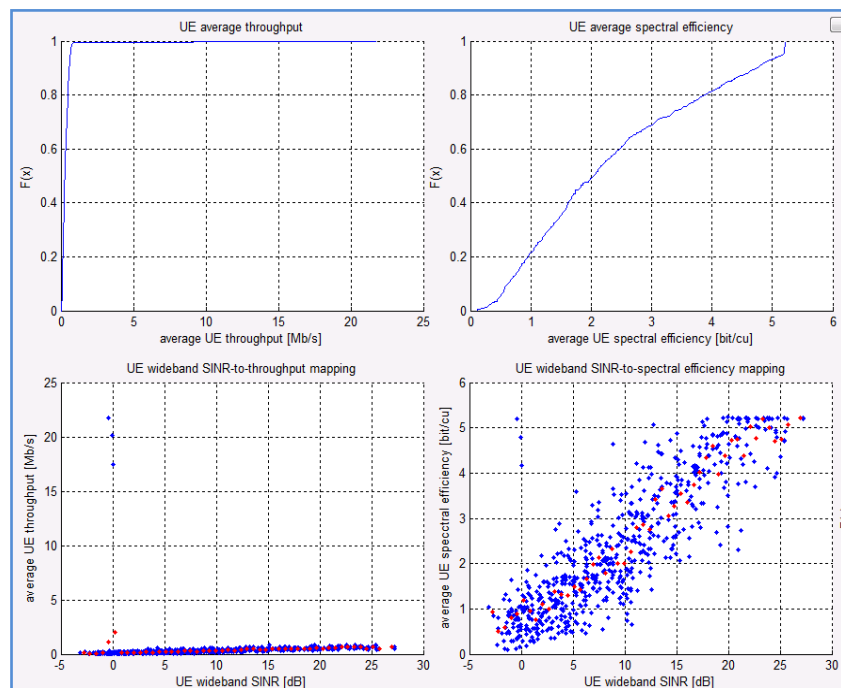 UE average throughput
1
0.8
0.6
0.4
0.2
0
F(x)
0 5 10 15 20 25
average UE throughput [Mb/s]
UE average spectral efficiency
1
0.8
0.6
0.4
0.2
0
F(x)
0 1 2 3 4 5 6
average UE spectral efficiency [bit/cu]
UE wideband SINR-to-throughput mapping
25
20
15
10
5
0
average UE throughput [Mb/s]
-5 0 5 10 15 20 25 30
UE wideband SINR [dB]
UE wideband SINR-to-spectral efficiency mapping
6
5
4
3
2
1
0
average UE specctral efficiency [bit/cu]
-5 0 5 10 15 20 25 30
UE wideband SINR [dB]